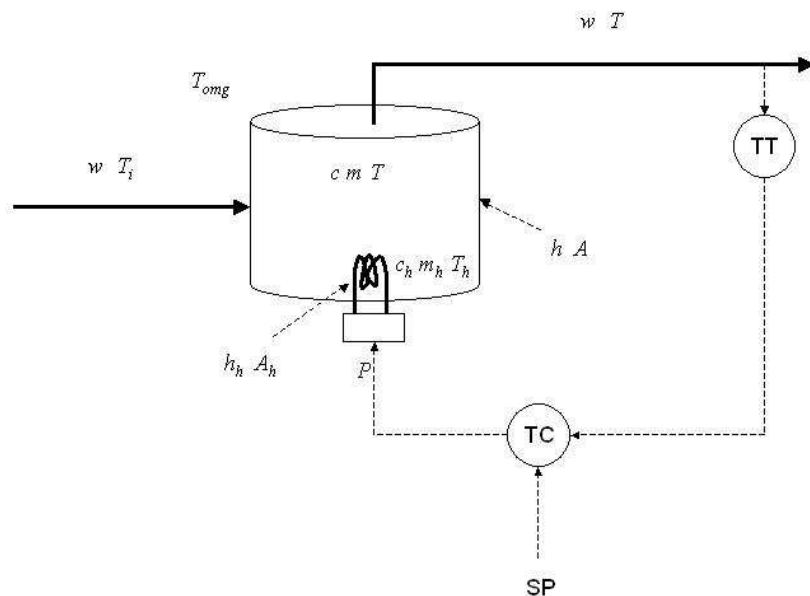 w T
T_omg
TT
c m T
w T_i
h A
c_h m_h T_h
h_h A_h
P
TC
SP